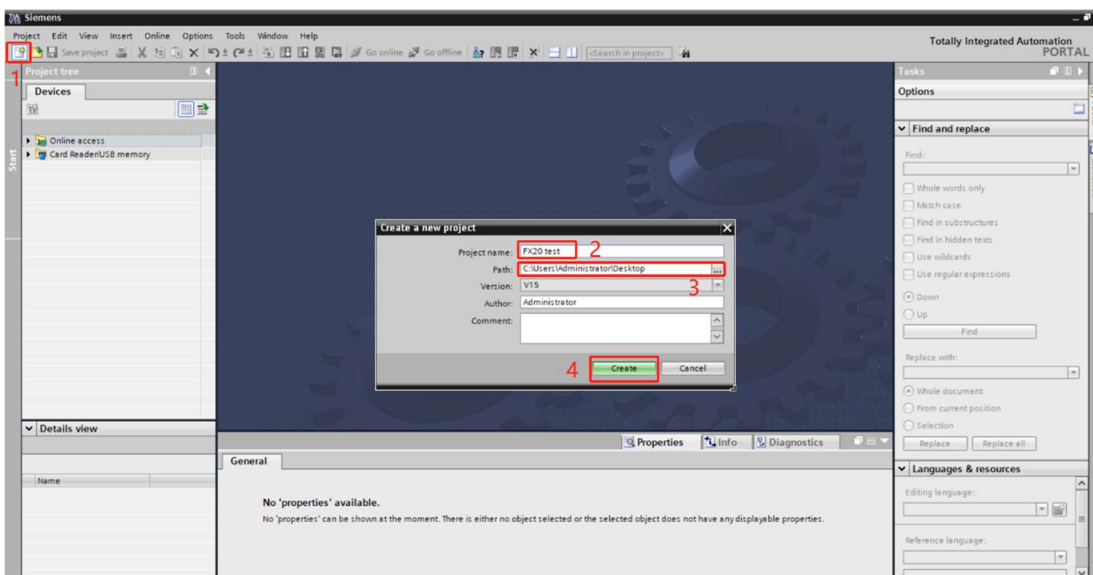 Siemens
Project Edit View Insert Online Options Tools Window Help
Totally Integrated Automation
PORTAL
Save project
Go online
Go offline
<Search in project>
1
Project tree
Devices
Online access
Card Reader/USB memory
Start
Create a new project
Project name: FX20 test
2
Path: C:\Users\Administrator\Desktop
...
Version: V15
3
Author: Administrator
Comment:
4
Create
Cancel
Details view
Name
Properties
Info
Diagnostics
General
No 'properties' available.
No 'properties' can be shown at the moment. There is either no object selected or the selected object does not have any displayable properties.
Tasks
Options
Find and replace
Find:
Whole words only
Match case
Find in substructures
Find in hidden texts
Use wildcards
Use regular expressions
Down
Up
Find
Replace with:
Whole document
From current position
Selection
Replace
Replace all
Languages & resources
Editing language:
Reference language: